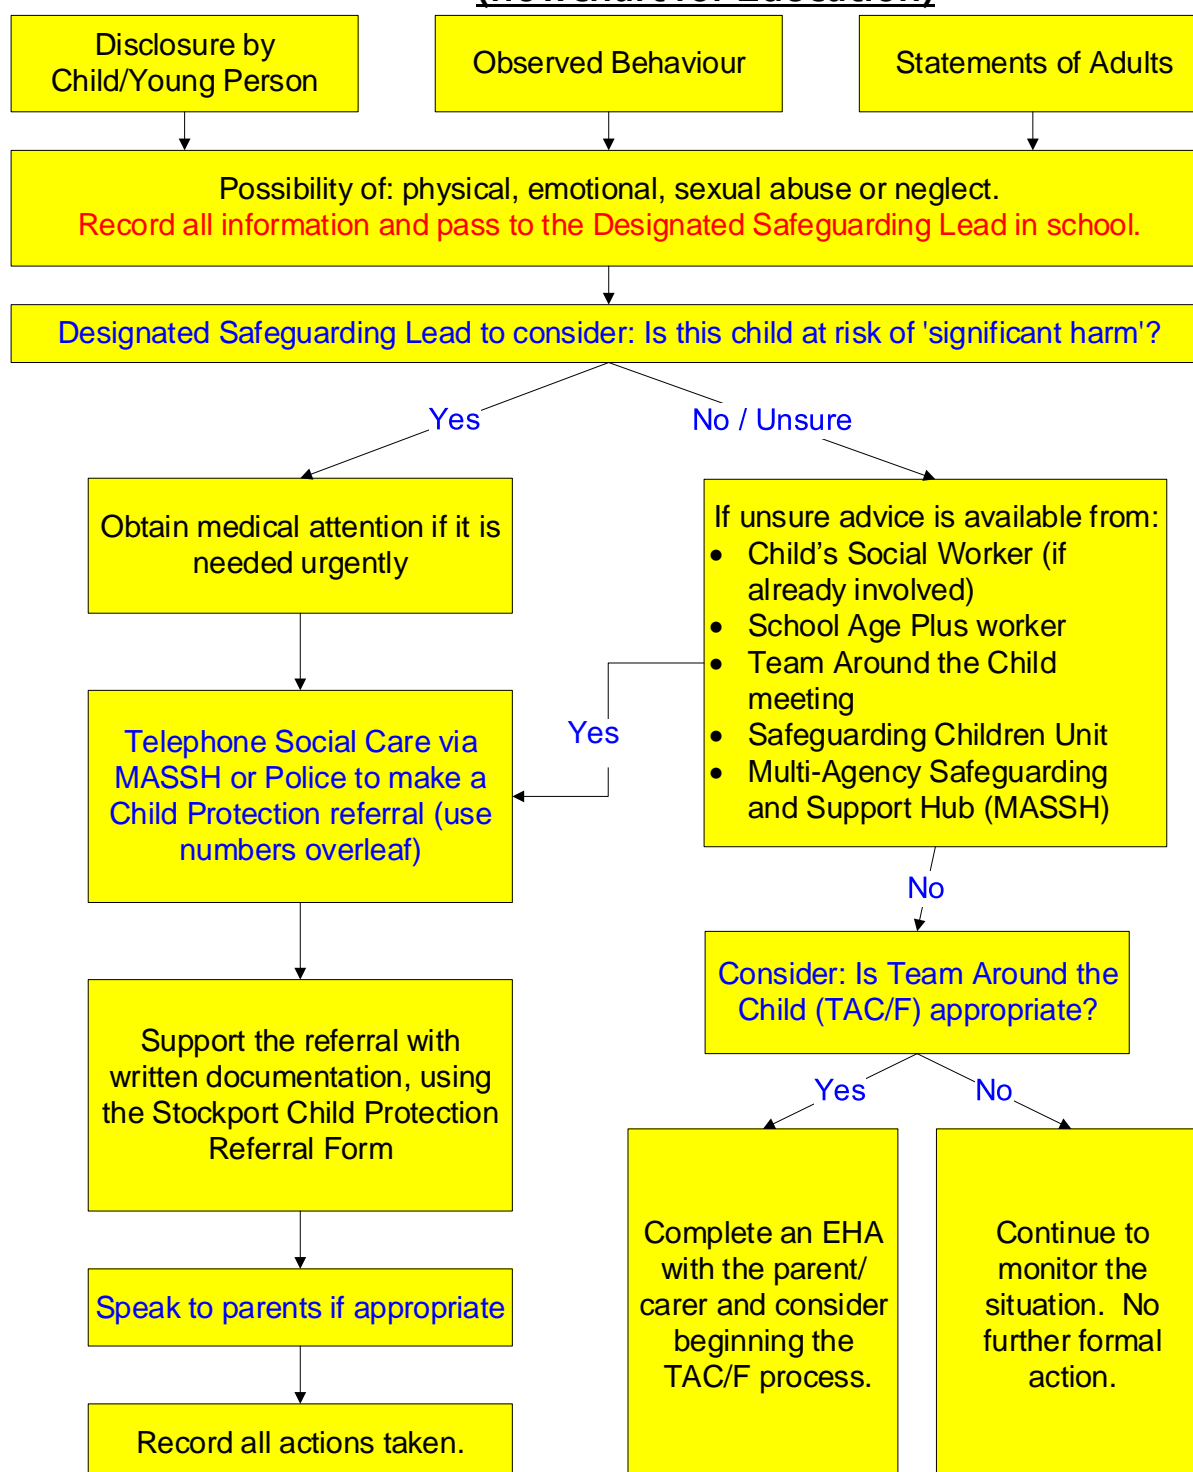 (flowchart for Education)
Disclosure by
Child/Young Person
Observed Behaviour
Statements of Adults
Possibility of: physical, emotional, sexual abuse or neglect.
Record all information and pass to the Designated Safeguarding Lead in school.
Designated Safeguarding Lead to consider: Is this child at risk of 'significant harm'?
Yes
No / Unsure
Obtain medical attention if it is
needed urgently
If unsure advice is available from:
• Child’s Social Worker (if
already involved)
• School Age Plus worker
• Team Around the Child
meeting
• Safeguarding Children Unit
• Multi-Agency Safeguarding
and Support Hub (MASSH)
Yes
Telephone Social Care via
MASSH or Police to make a
Child Protection referral (use
numbers overleaf)
No
Consider: Is Team Around the
Child (TAC/F) appropriate?
Support the referral with
written documentation, using
the Stockport Child Protection
Referral Form
Yes
No
Complete an EHA
with the parent/
carer and consider
beginning the
TAC/F process.
Continue to
monitor the
situation.  No
further formal
action.
Speak to parents if appropriate
Record all actions taken.